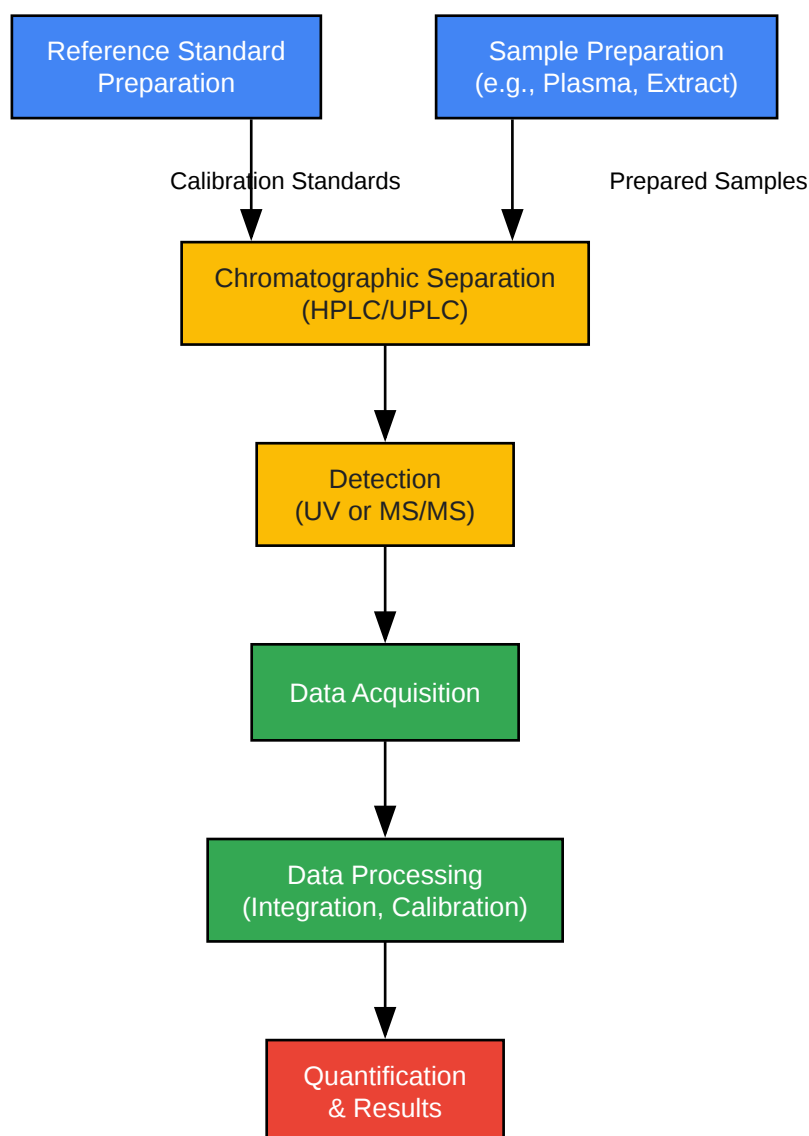 Reference Standard
Preparation
Sample Preparation
(e.g., Plasma, Extract)
Calibration Standards
Prepared Samples
Chromatographic Separation
(HPLC/UPLC)
Detection
(UV or MS/MS)
Data Acquisition
Data Processing
(Integration, Calibration)
Quantification
& Results